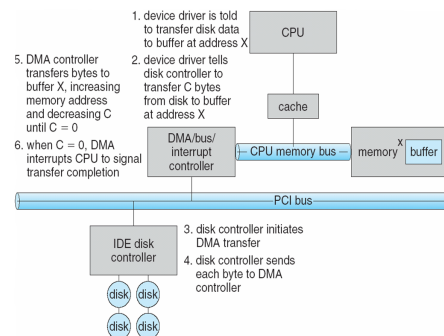 1. device driver is told
to transfer disk data
to buffer at address X
2. device driver tells
disk controller to
transfer C bytes
from disk to buffer
at address X
5. DMA controller
transfers bytes to
buffer X, increasing
memory address
and decreasing C
until C = 0
6. when C = 0, DMA
interrupts CPU to signal
transfer completion
CPU
cache
DMA/bus/
interrupt
controller
CPU memory bus
memory
x
buffer
PCI bus
IDE disk
controller
3. disk controller initiates
DMA transfer
4. disk controller sends
each byte to DMA
controller
disk
disk
disk
disk